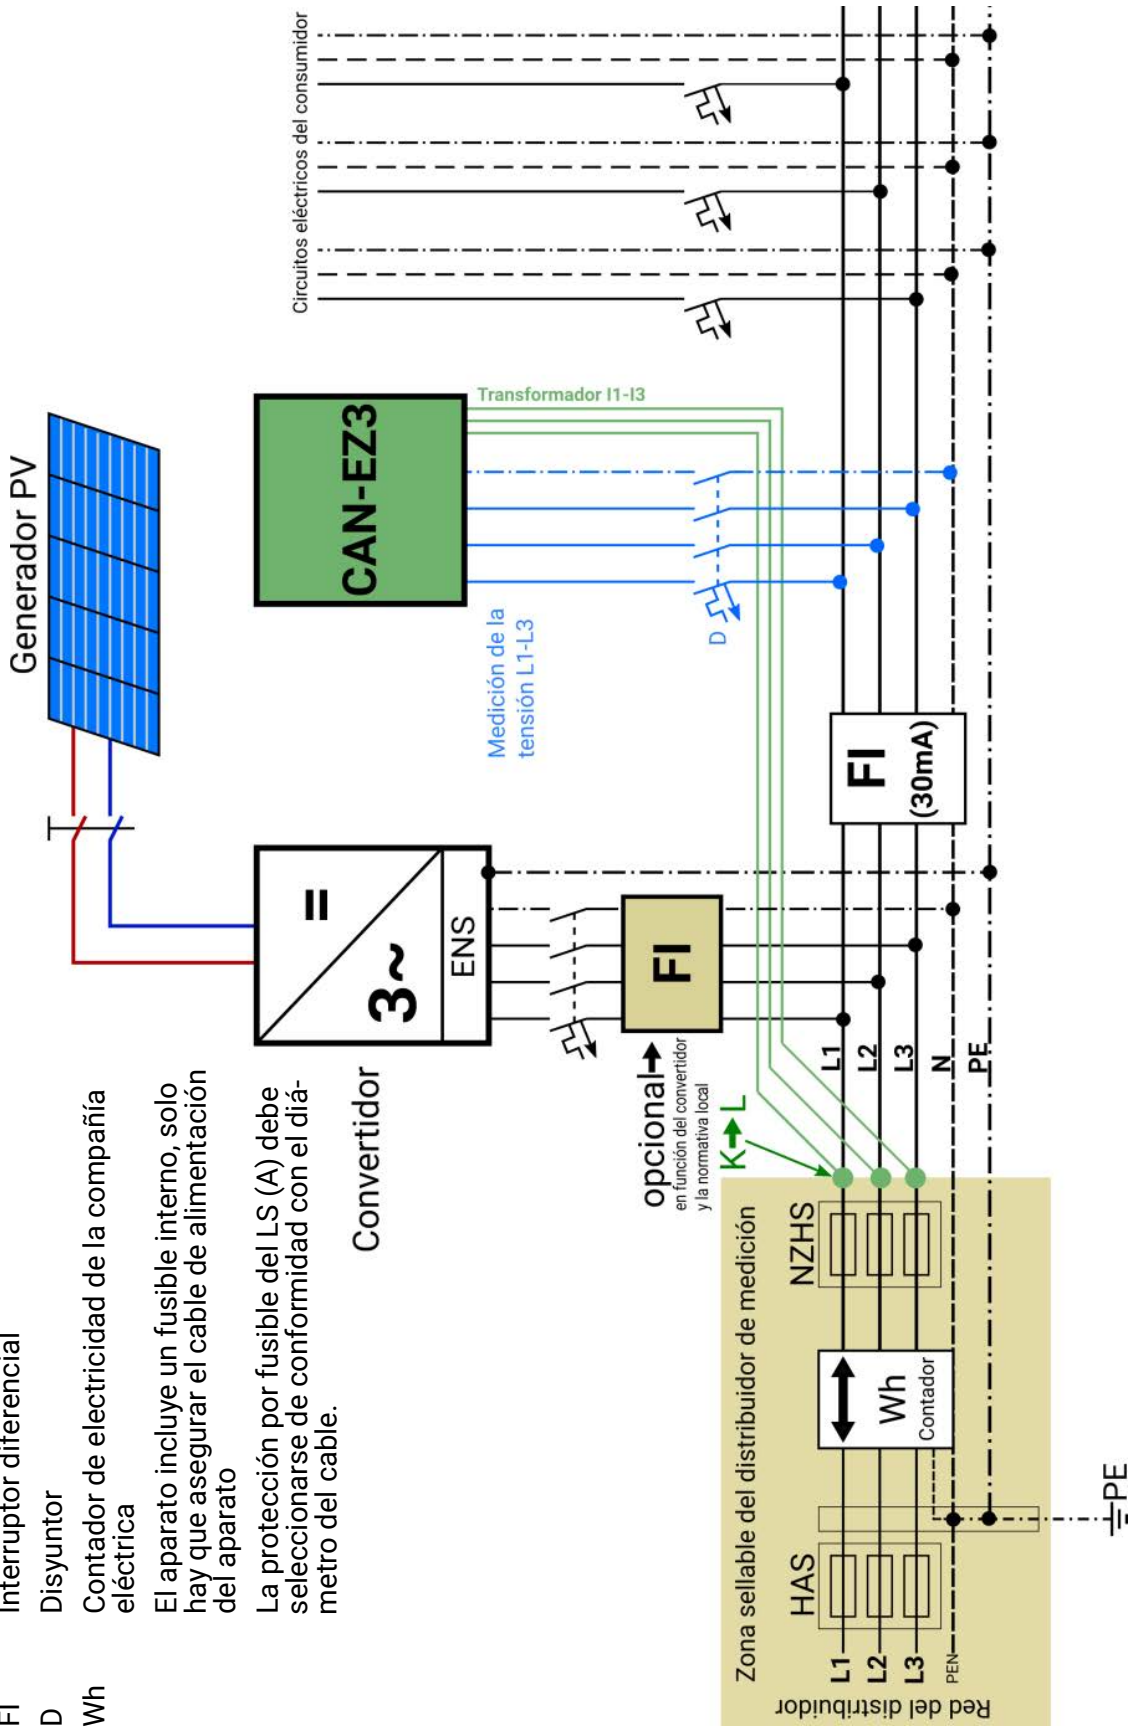 FI Interruptor diferencial
D Disyuntor
Wh Contador de electricidad de la compañía
eléctrica
El aparato incluye un fusible interno, solo
hay que asegurar el cable de alimentación
del aparato
La protección por fusible del LS (A) debe
seleccionarse de conformidad con el diá-
metro del cable.
Generador PV
Convertidor
=
3~
ENS
FI
opcional
en función del convertidor
y la normativa local
CAN-EZ3
Transformador I1-I3
Medición de la
tensión L1-L3
D
Circuitos eléctricos del consumidor
Zona sellable del distribuidor de medición
Red del distribuidor
HAS
L1
L2
L3
PEN
Wh
Contador
NZHS
K L
L1
L2
L3
N
PE
FI
(30mA)
PE